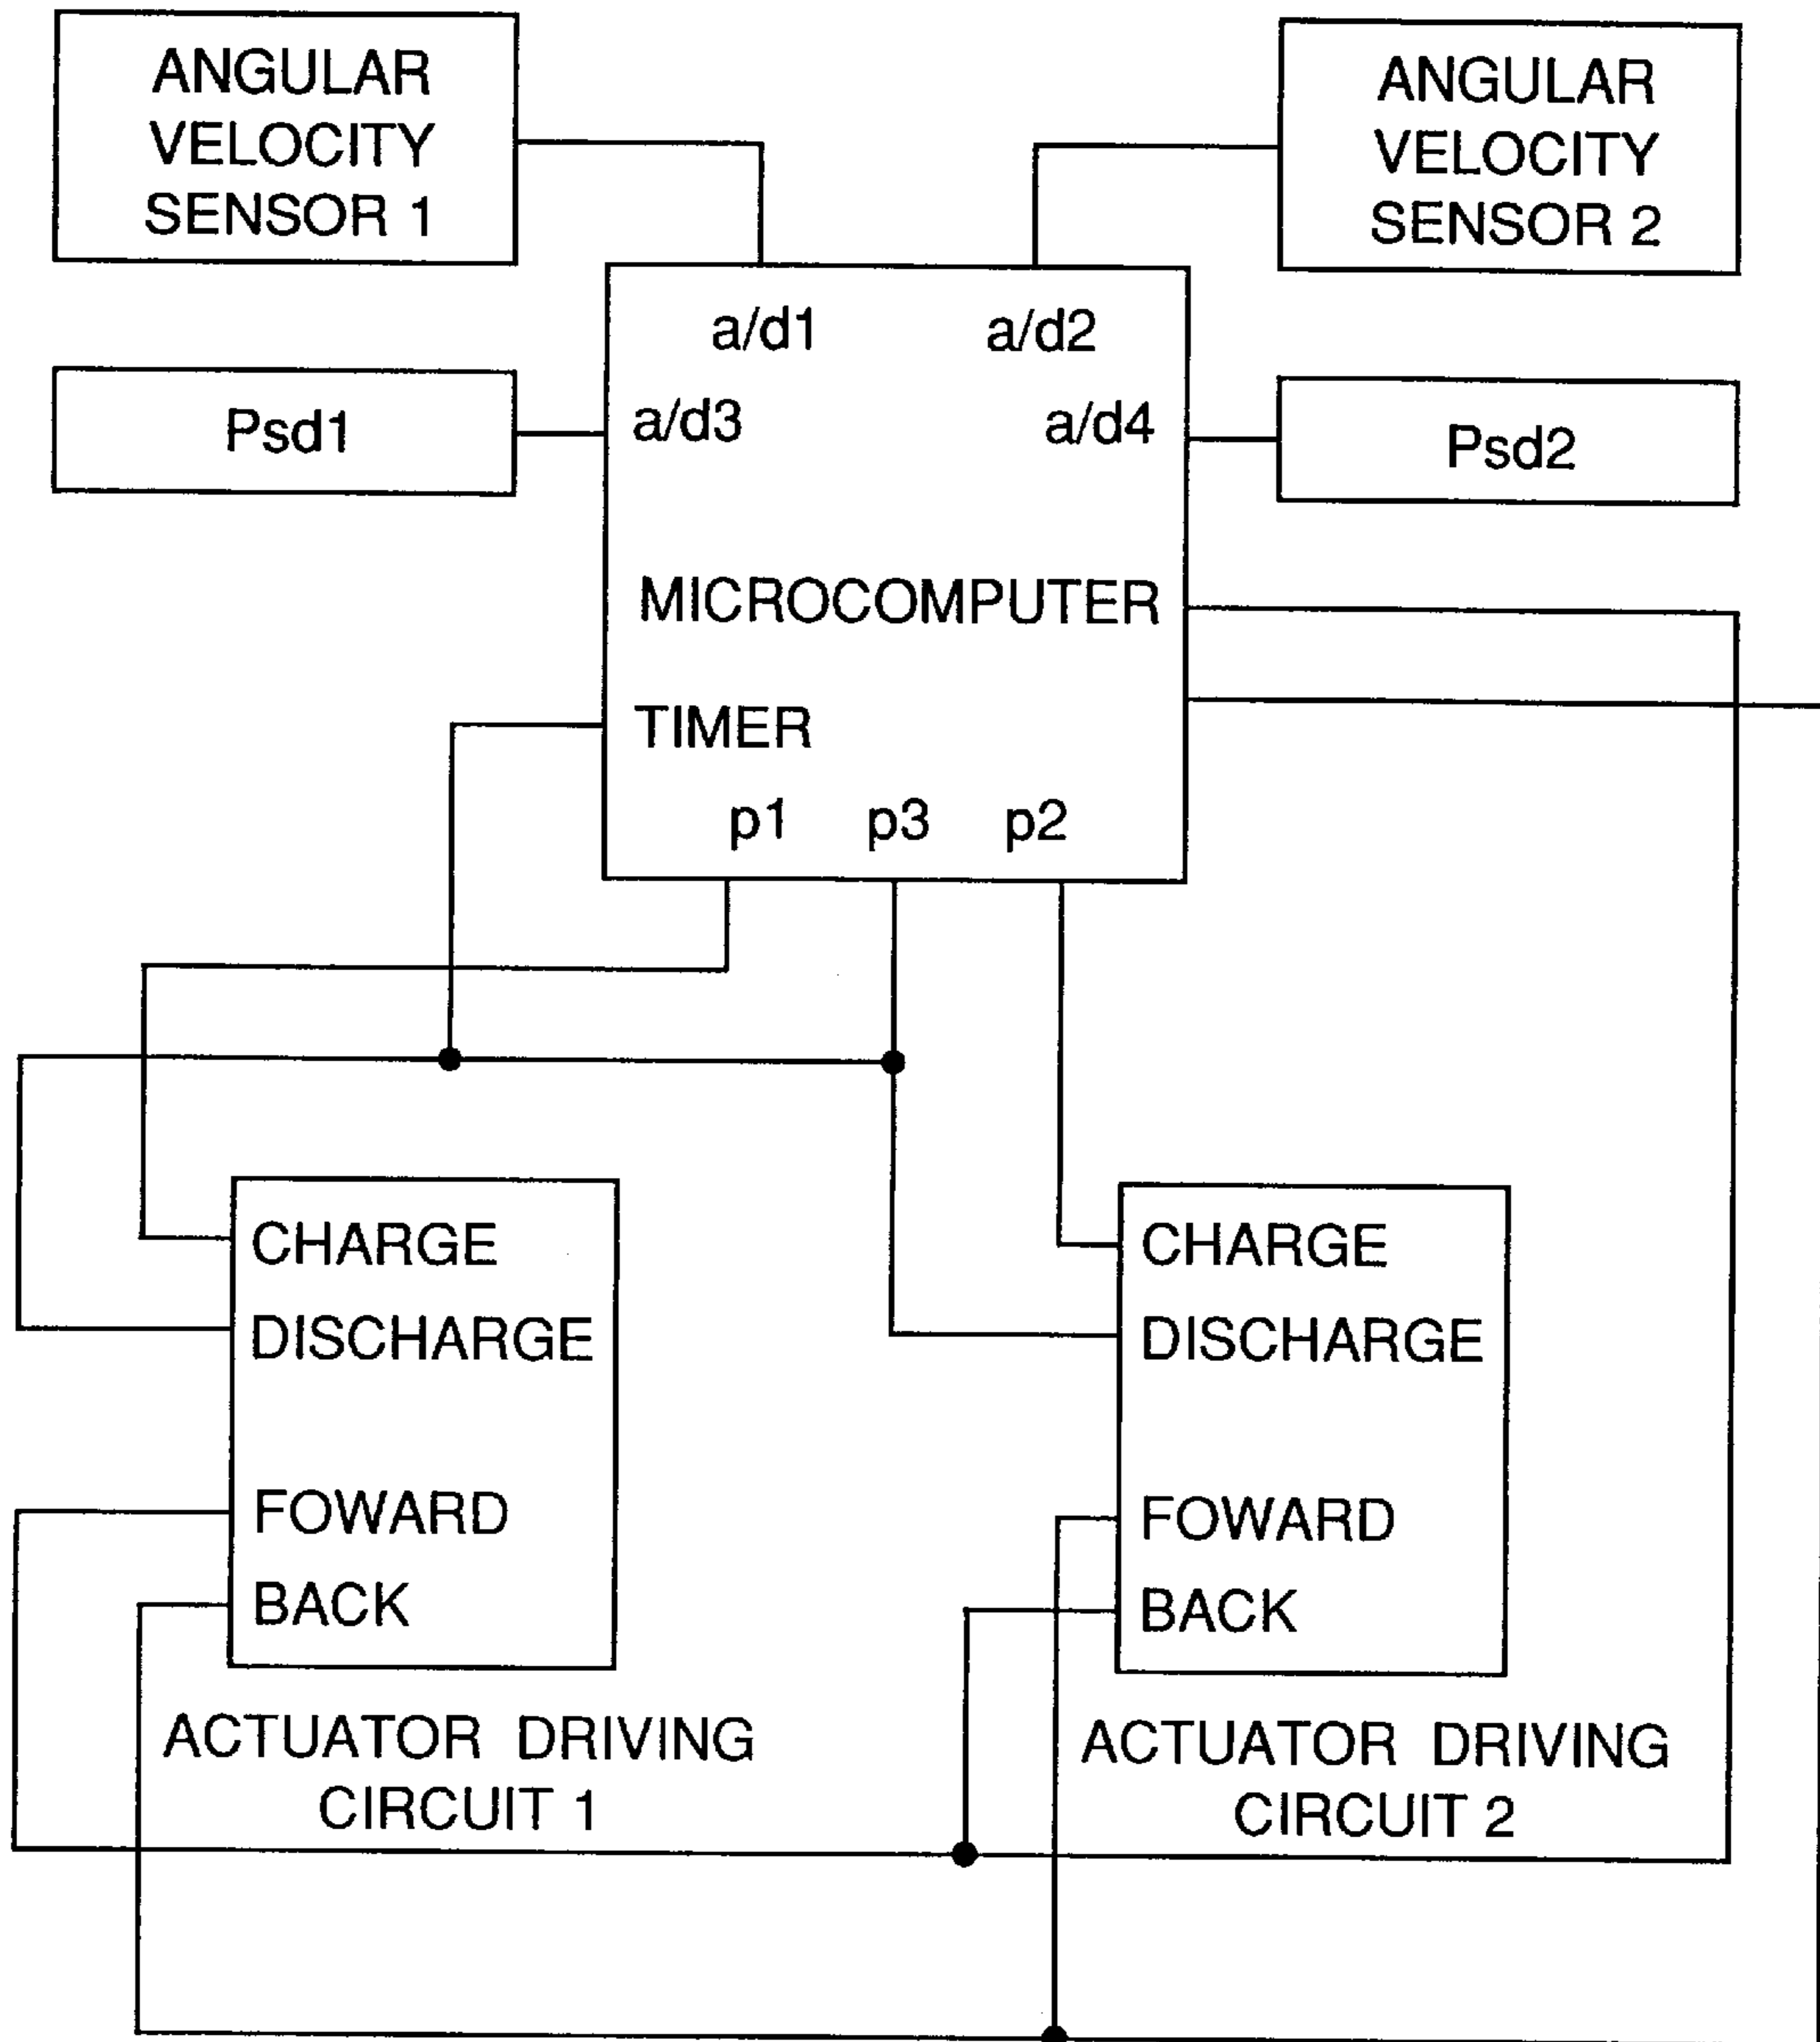 ANGULAR
VELOCITY
SENSOR 1
ANGULAR
VELOCITY
SENSOR 2
a/d1 a/d2
Psd1
a/d3 a/d4
Psd2
MICROCOMPUTER
TIMER
p1 p3 p2
CHARGE
DISCHARGE
FOWARD
BACK
ACTUATOR DRIVING
CIRCUIT 1
CHARGE
DISCHARGE
FOWARD
BACK
ACTUATOR DRIVING
CIRCUIT 2